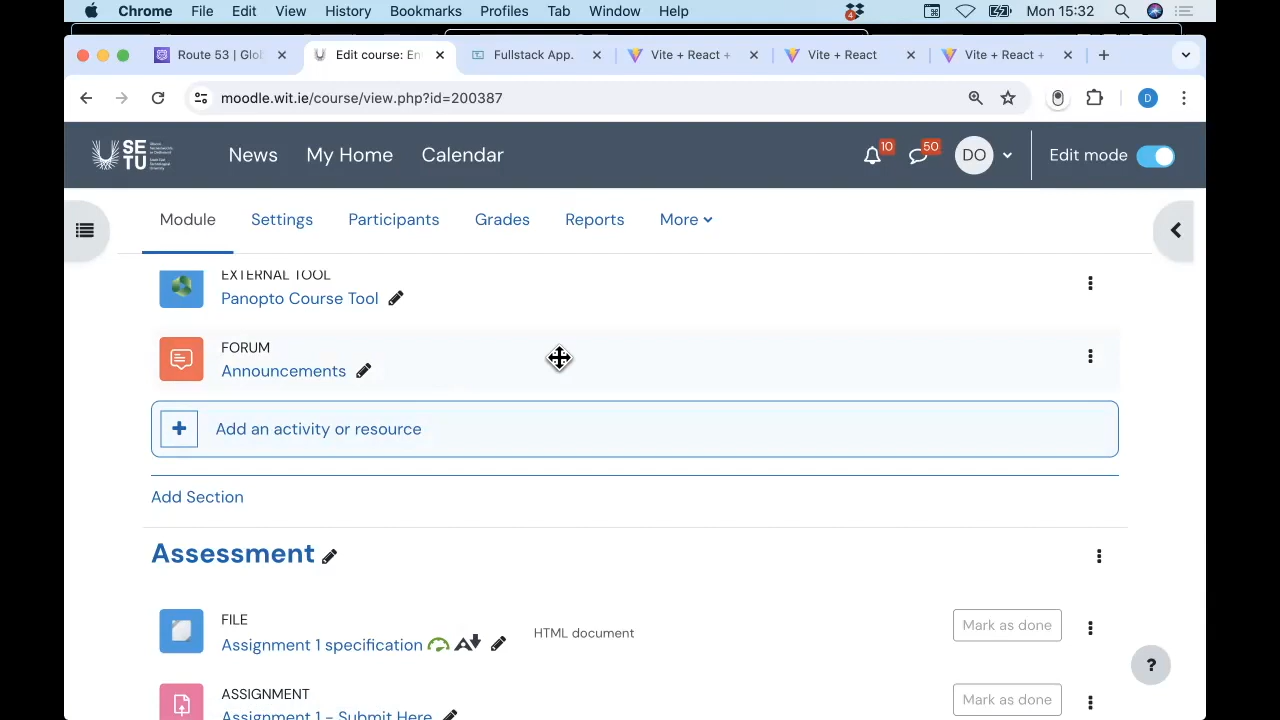 Chrome File Edit View History Bookmarks Profiles Tab Window Help 4 Mon 15:32
Route 53 | Glo Edit course: En Fullstack App. Vite + React + Vite + React Vite + React +
moodle.wit.ie/course/view.php?id=200387 D
SE
TU
News My Home Calendar 10 50 DO Edit mode
Module Settings Participants Grades Reports More
EXTERNAL TOOL
Panopto Course Tool
FORUM
Announcements
Add an activity or resource
Add Section
Assessment
FILE
Assignment 1 specification HTML document Mark as done
?
ASSIGNMENT
Assignment 1 - Submit Here Mark as done